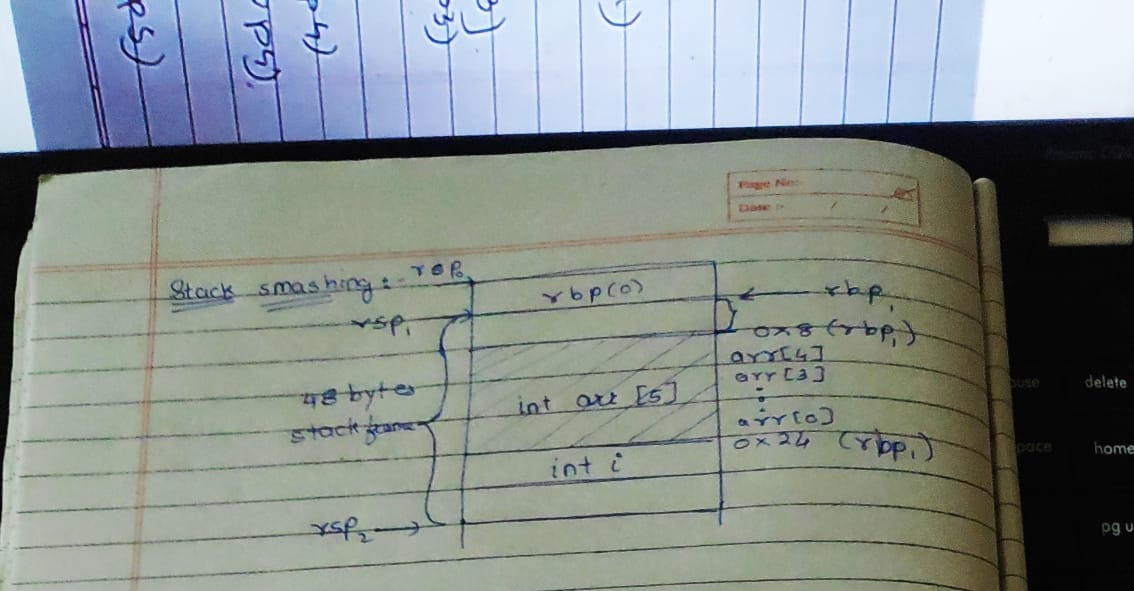 Page No:
Date :- / /
Stack smashing :- rsp₀
rbp(0)
rbp₁
rsp₁
0x8 (rbp₁)
arr[4]
arr[3]
48 bytes
int arr [5]
:
stack frame
arr[0]
0x24 (rbp₁)
int i
rsp₂
delete
home
pg u